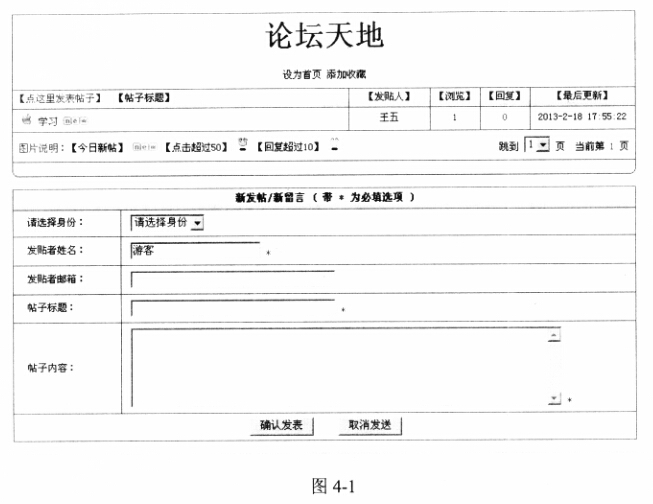 论坛天地
设为首页 添加收藏
【点这里发表帖子】 【帖子标题】 【发贴人】 【浏览】 【回复】 【最后更新】
学习 王五 1 0 2013-2-18 17:55:22
图片说明：【今日新帖】 【点击超过50】 【回复超过10】 跳到 1 页 当前第 1 页
新发帖/新留言 ( 带 * 为必填选项 )
请选择身份： 请选择身份
发贴者姓名： 游客 *
发贴者邮箱：
帖子标题： *
帖子内容： *
确认发表 取消发送
图 4-1